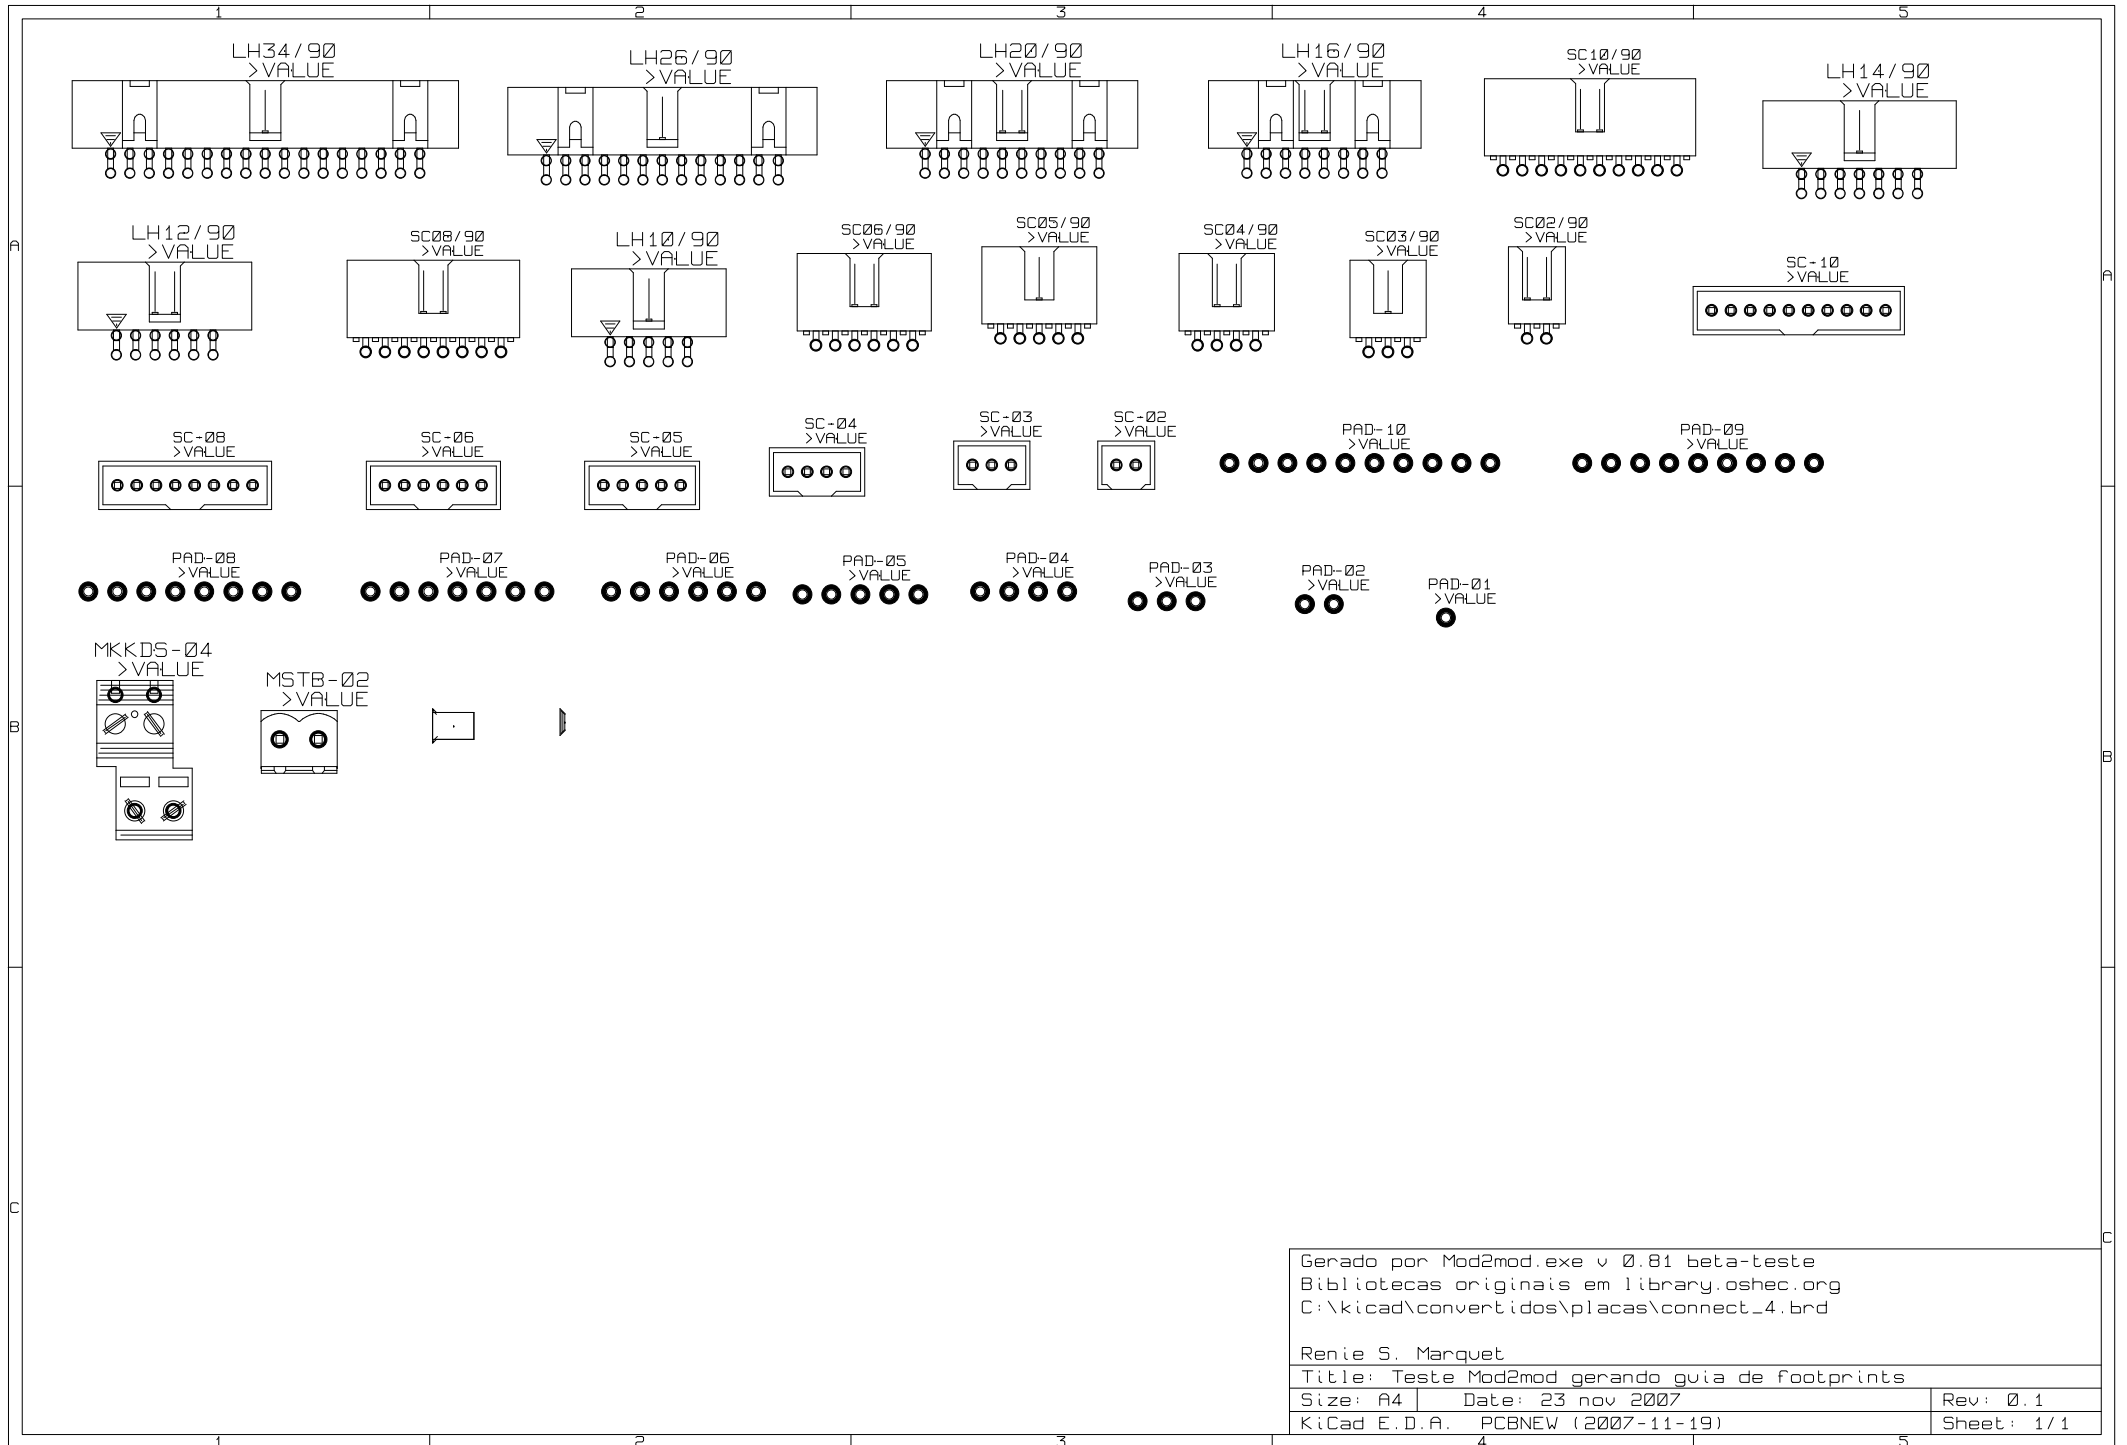 1 2 3 4 5
LH34/90
>VALUE
LH26/90
>VALUE
LH20/90
>VALUE
LH16/90
>VALUE
SC10/90
>VALUE
LH14/90
>VALUE
A
LH12/90
>VALUE
SC08/90
>VALUE
LH10/90
>VALUE
SC06/90
>VALUE
SC05/90
>VALUE
SC04/90
>VALUE
SC03/90
>VALUE
SC02/90
>VALUE
SC-10
>VALUE
A
SC-08
>VALUE
SC-06
>VALUE
SC-05
>VALUE
SC-04
>VALUE
SC-03
>VALUE
SC-02
>VALUE
PAD-10
>VALUE
PAD-09
>VALUE
PAD-08
>VALUE
PAD-07
>VALUE
PAD-06
>VALUE
PAD-05
>VALUE
PAD-04
>VALUE
PAD-03
>VALUE
PAD-02
>VALUE
PAD-01
>VALUE
MKKDS-04
>VALUE
MSTB-02
>VALUE
B
B
C
C
Gerado por Mod2mod.exe v 0.81 beta-teste
Bibliotecas originais em library.oshec.org
C:\kicad\convertidos\placas\connect_4.brd
Renie S. Marquet
Title: Teste Mod2mod gerando guia de footprints
Size: A4 Date: 23 nov 2007 Rev: 0.1
KiCad E.D.A. PCBNEW (2007-11-19) Sheet: 1/1
1 2 3 4 5